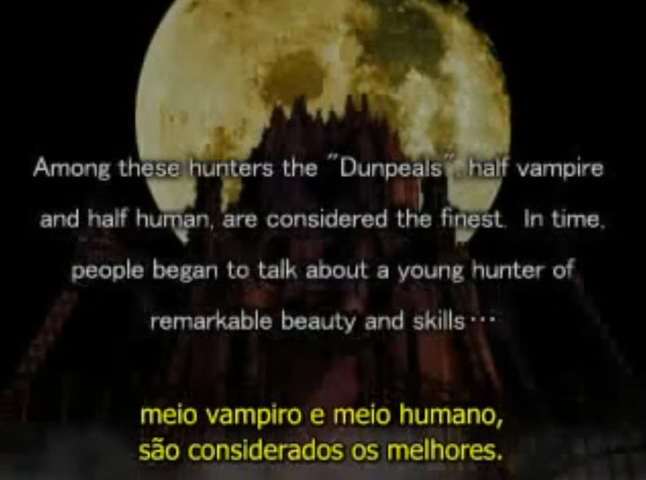 Among these hunters the "Dunpeals", half vampire
and half human, are considered the finest. In time,
people began to talk about a young hunter of
remarkable beauty and skills···
meio vampiro e meio humano,
são considerados os melhores.